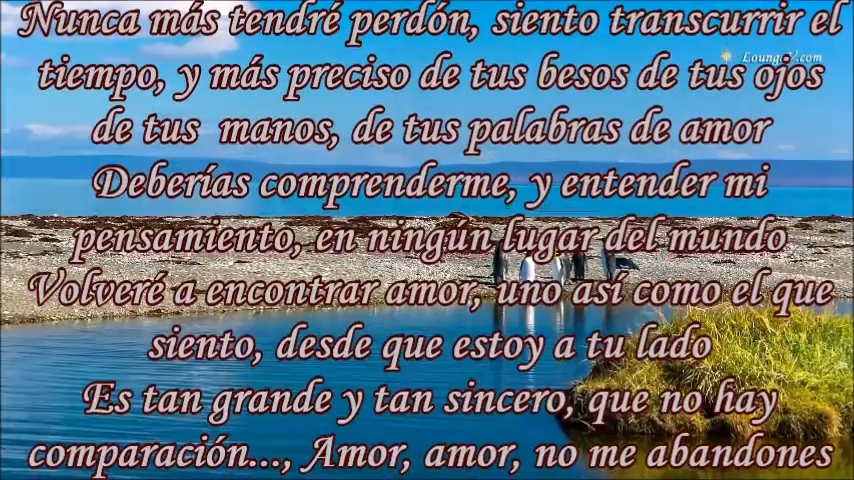 Nunca más tendré perdón, siento transcurrir el
tiempo, y más preciso de tus besos de tus ojos
de tus manos, de tus palabras de amor
Deberías comprenderme, y entender mi
pensamiento, en ningún lugar del mundo
Volveré a encontrar amor, uno así como el que
siento, desde que estoy a tu lado
Es tan grande y tan sincero, que no hay
comparación..., Amor, amor, no me abandones